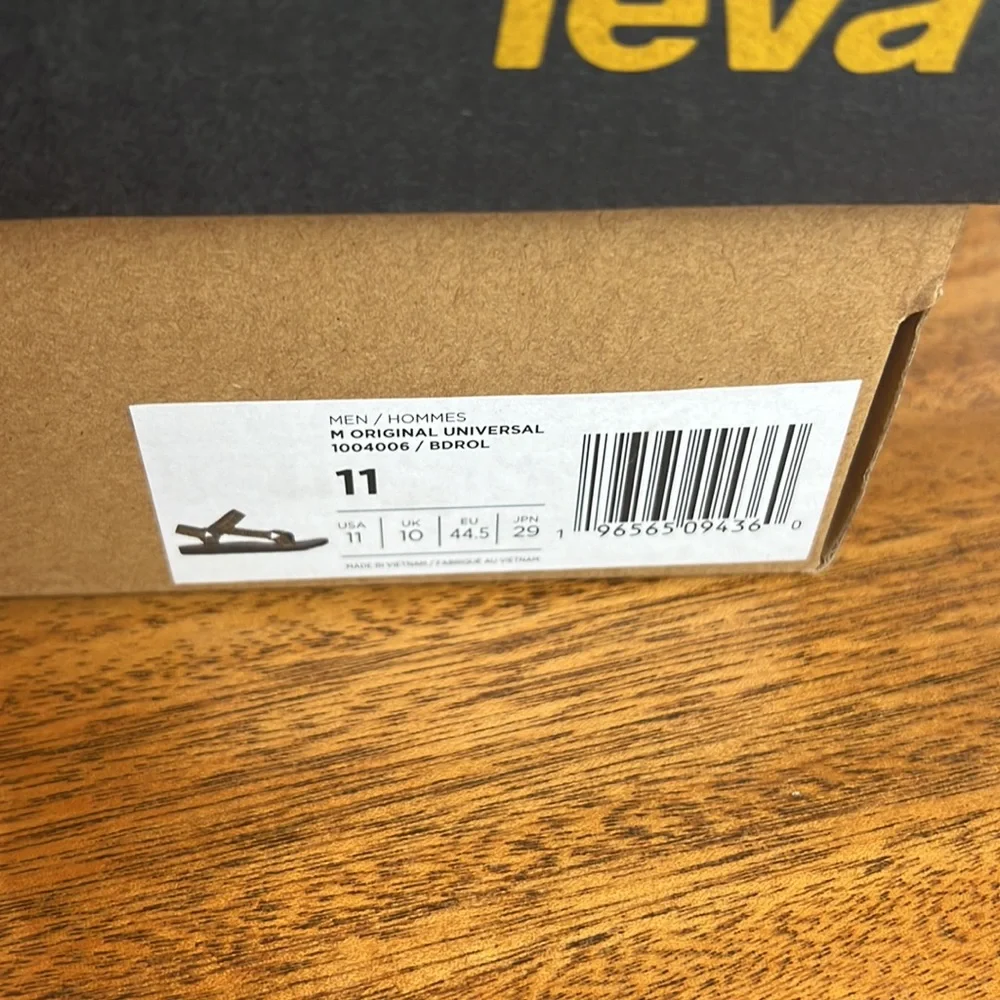 Teva
MEN / HOMMES
M ORIGINAL UNIVERSAL
1004006 / BDROL
11
USA UK EU JPN
11 10 44.5 29
MADE IN VIETNAM / FABRIQUÉ AU VIETNAM
1 96565 09436 0